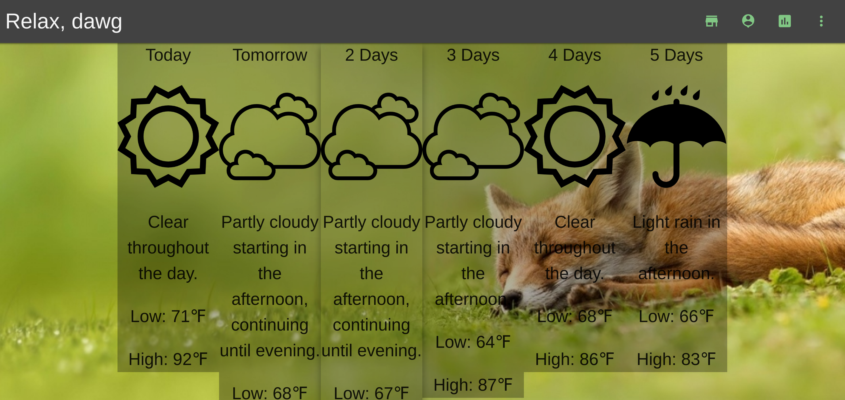 Relax, dawg
Today
Tomorrow
2 Days
3 Days
4 Days
5 Days
Clear
throughout
the day.
Low: 71°F
High: 92°F
Partly cloudy
starting in
the
afternoon,
continuing
until evening.
Low: 68°F
Partly cloudy
starting in
the
afternoon,
continuing
until evening.
Low: 67°F
Partly cloudy
starting in
the
afternoon.
Low: 64°F
High: 87°F
Clear
throughout
the day.
Low: 68°F
High: 86°F
Light rain in
the
afternoon.
Low: 66°F
High: 83°F